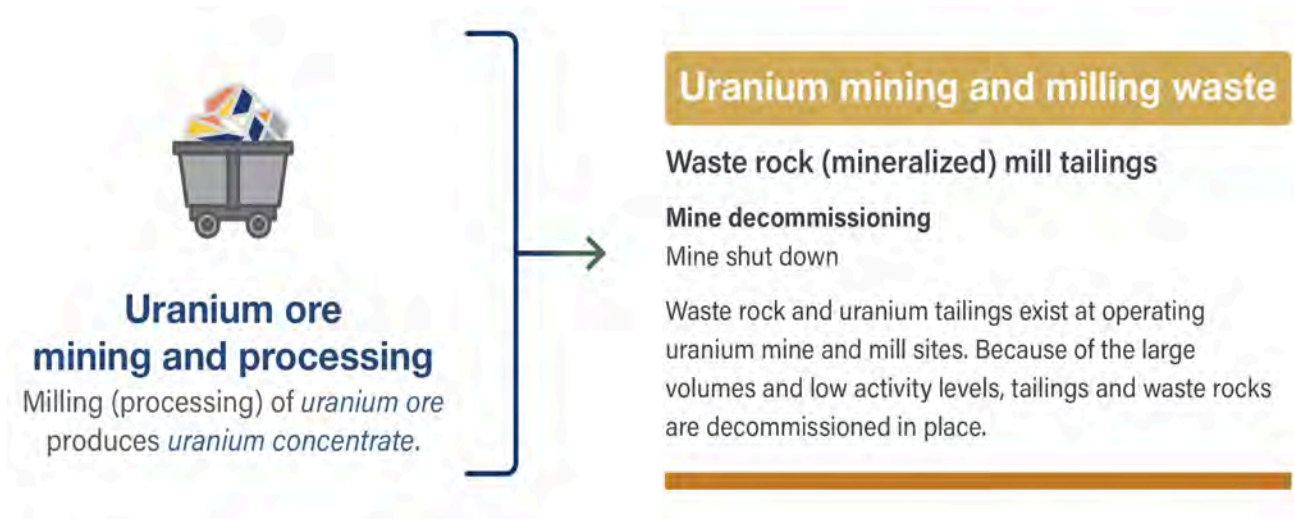 Uranium ore
mining and processing
Milling (processing) of uranium ore
produces uranium concentrate.
Uranium mining and milling waste
Waste rock (mineralized) mill tailings
Mine decommissioning
Mine shut down
Waste rock and uranium tailings exist at operating
uranium mine and mill sites. Because of the large
volumes and low activity levels, tailings and waste rocks
are decommissioned in place.